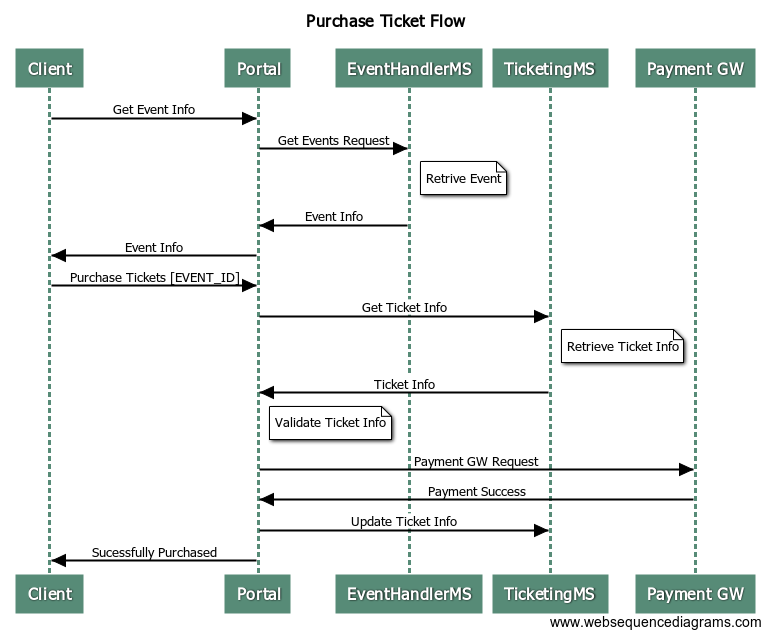 Purchase Ticket Flow
Client Portal EventHandlerMS TicketingMS Payment GW
Get Event Info
Get Events Request
Retrive Event
Event Info
Event Info
Purchase Tickets [EVENT_ID]
Get Ticket Info
Retrieve Ticket Info
Ticket Info
Validate Ticket Info
Payment GW Request
Payment Success
Update Ticket Info
Sucessfully Purchased
Client Portal EventHandlerMS TicketingMS Payment GW
www.websequencediagrams.com